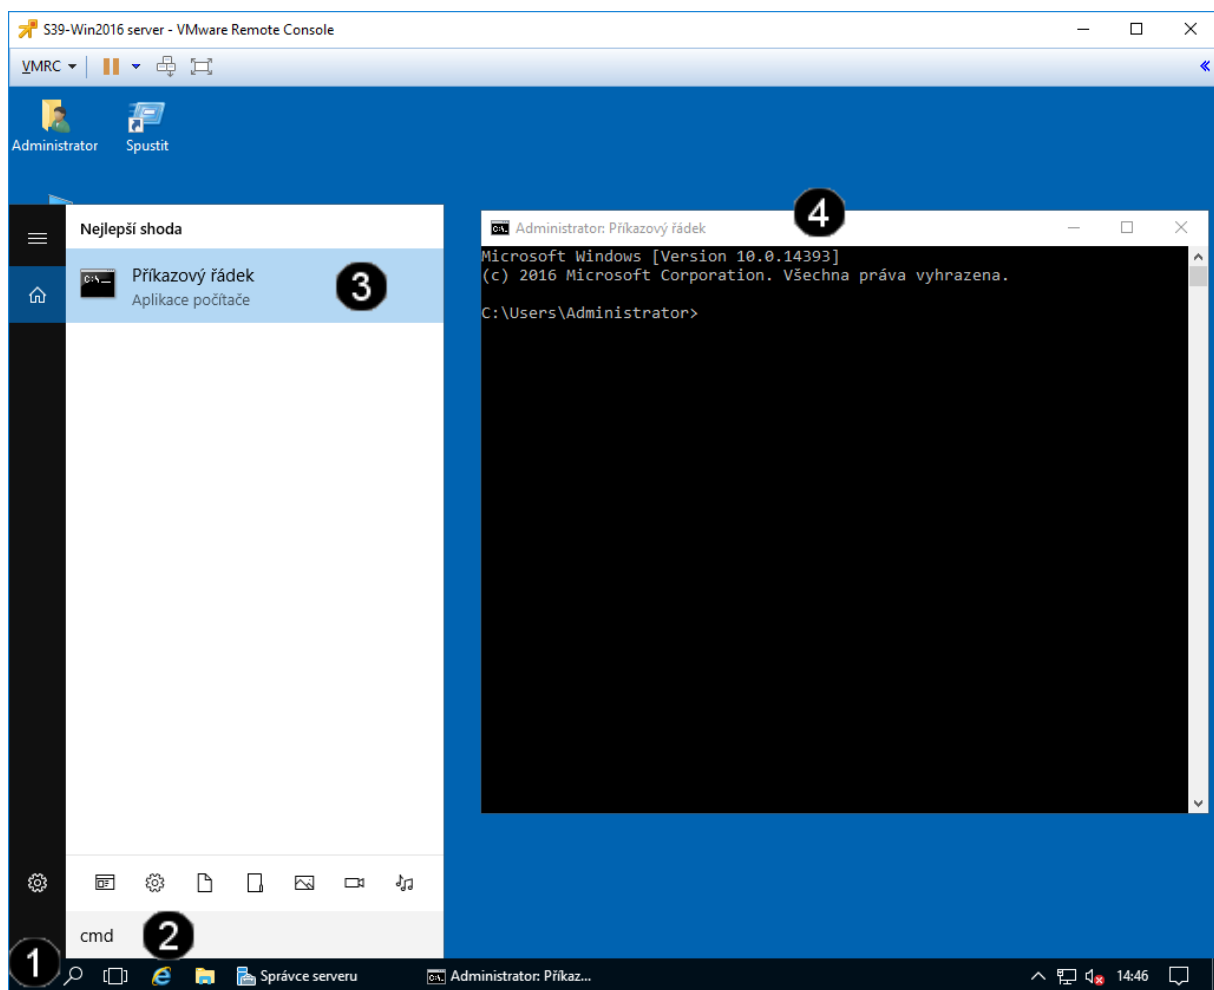 S39-Win2016 server - VMware Remote Console
VMRC
Administrator
Spustit
Nejlepší shoda
Příkazový řádek
Aplikace počítače
3
4
Administrator: Příkazový řádek
Microsoft Windows [Version 10.0.14393]
(c) 2016 Microsoft Corporation. Všechna práva vyhrazena.
C:\Users\Administrator>
cmd
2
1
Správce serveru
Administrator: Příkaz...
14:46